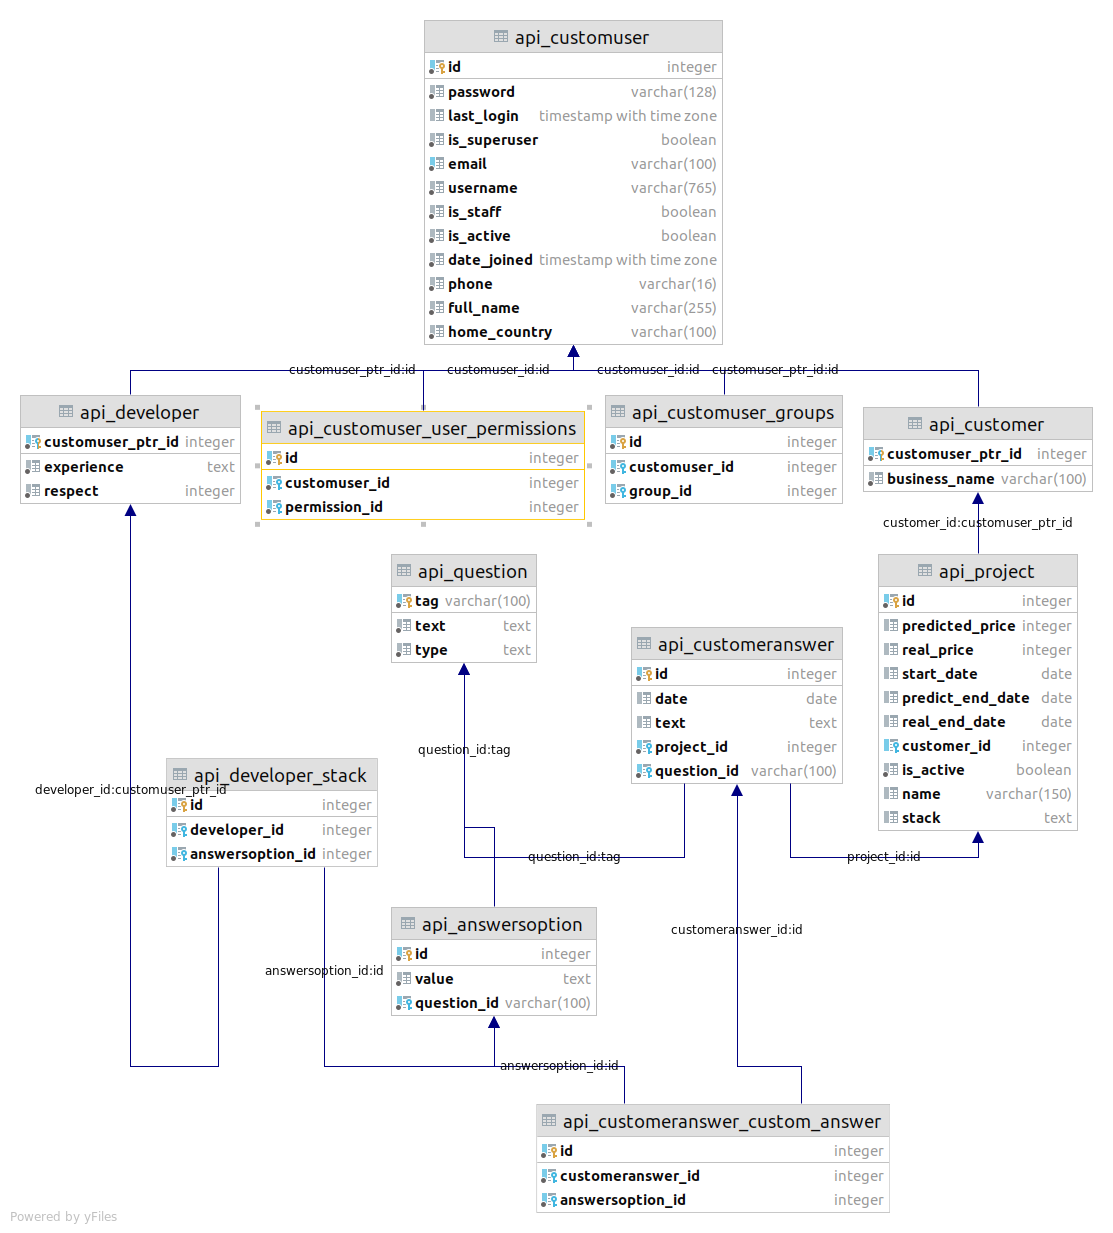 api_customuser
id integer
password varchar(128)
last_login timestamp with time zone
is_superuser boolean
email varchar(100)
username varchar(765)
is_staff boolean
is_active boolean
date_joined timestamp with time zone
phone varchar(16)
full_name varchar(255)
home_country varchar(100)
customuser_ptr_id:id customuser_id:id customuser_id:id customuser_ptr_id:id
api_developer
customuser_ptr_id integer
experience text
respect integer
api_customuser_user_permissions
id integer
customuser_id integer
permission_id integer
api_customuser_groups
id integer
customuser_id integer
group_id integer
api_customer
customuser_ptr_id integer
business_name varchar(100)
customer_id:customuser_ptr_id
api_question
tag varchar(100)
text text
type text
api_customeranswer
id integer
date date
text text
project_id integer
question_id varchar(100)
api_project
id integer
predicted_price integer
real_price integer
start_date date
predict_end_date date
real_end_date date
customer_id integer
is_active boolean
name varchar(150)
stack text
question_id:tag
api_developer_stack
id integer
developer_id integer
answersoption_id integer
developer_id:customuser_ptr_id
question_id:tag
project_id:id
api_answersoption
id integer
value text
question_id varchar(100)
customeranswer_id:id
answersoption_id:id
answersoption_id:id
api_customeranswer_custom_answer
id integer
customeranswer_id integer
answersoption_id integer
Powered by yFiles